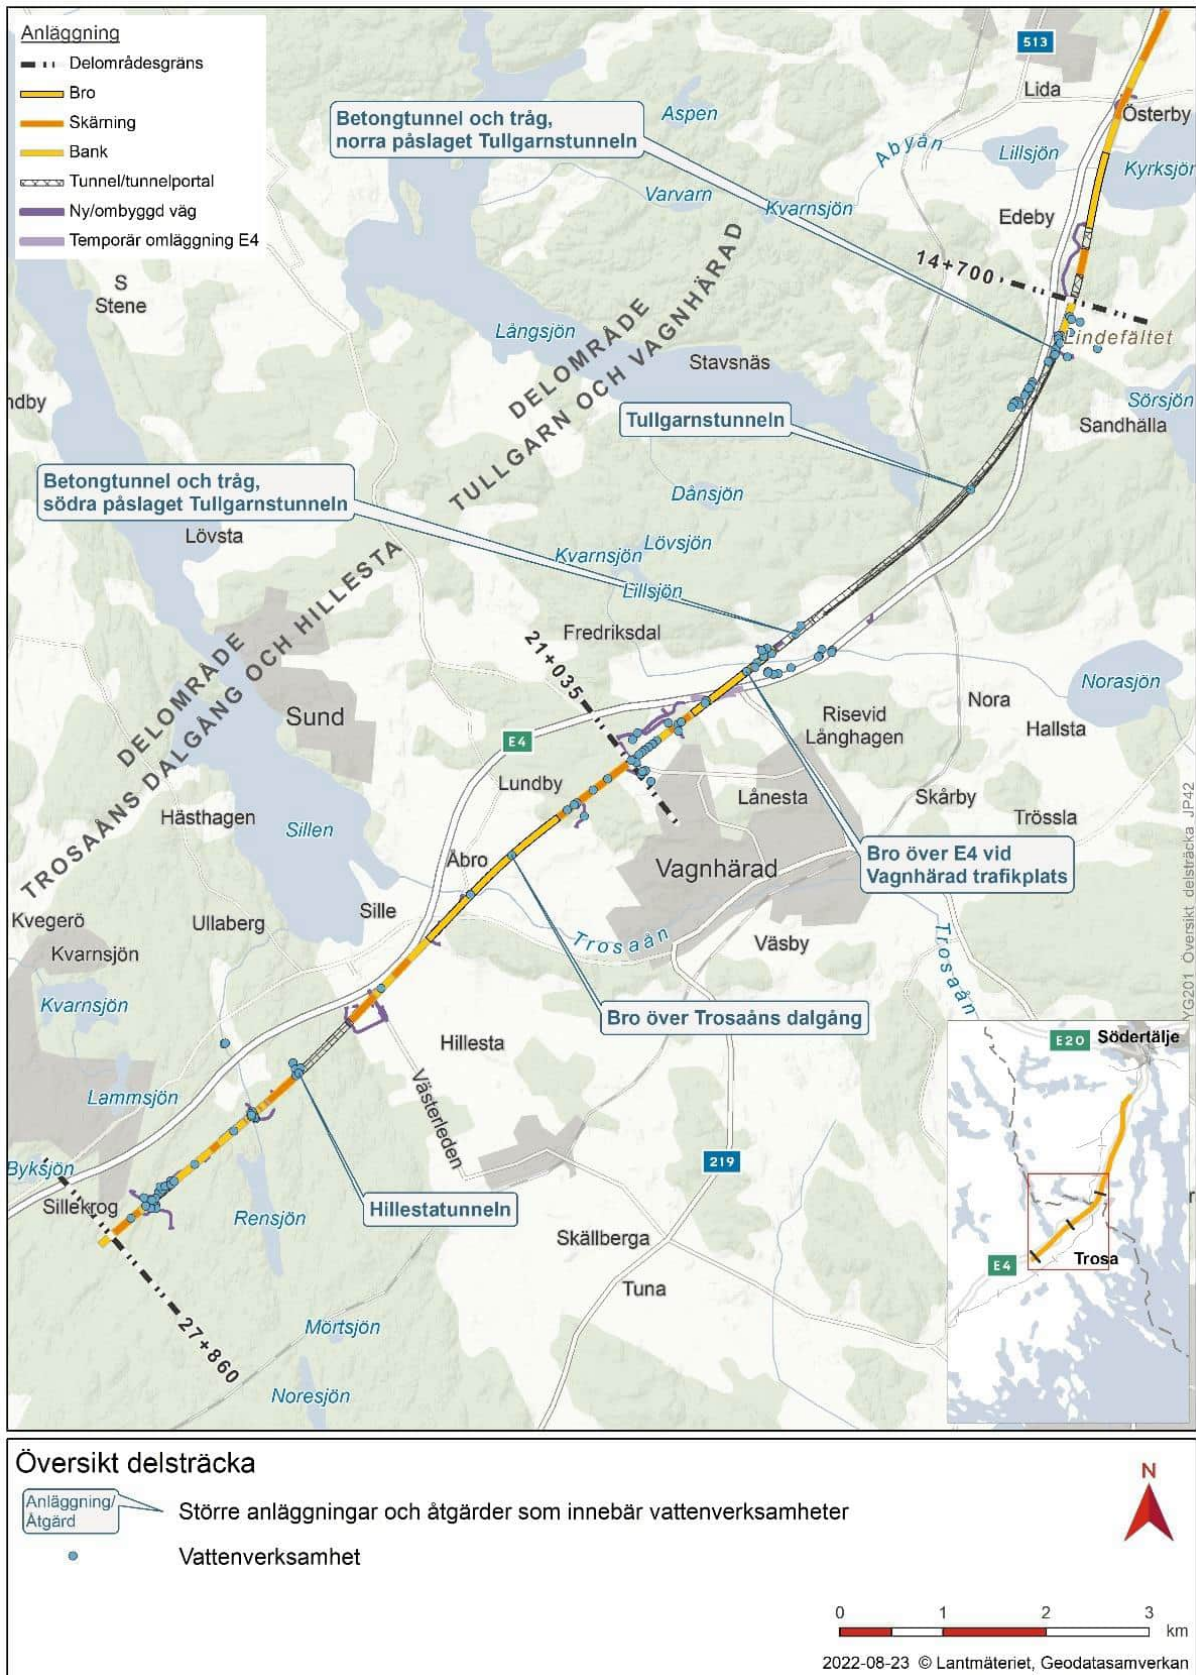 Anläggning
Delområdesgräns
Bro
Skärning
Bank
Tunnel/tunnelportal
Ny/ombyggd väg
Temporär omläggning E4
513
Lida
Österby
Aspen
Betongtunnel och tråg,
norra påslaget Tullgarnstunneln
Åbyån
Lillsjön
Kyrksjön
Varvarn
Kvarnsjön
Edeby
14+700
S
Stene
Långsjön
DELOMRÅDE
TULLGARN OCH VAGNHÄRAD
Stavsnäs
Lindefältet
ndby
Sörsjön
Sandhälla
Tullgarnstunneln
Betongtunnel och tråg,
södra påslaget Tullgarnstunneln
Dånsjön
Lövsta
Kvarnsjön
Lövsjön
Lillsjön
Fredriksdal
21+035
DELOMRÅDE
TROSAÅNS DALGÅNG OCH HILLESTA
Norasjön
Nora
Sund
Risevid
Långhagen
Hallsta
E4
Lundby
Lånesta
Skårby
Trössla
Hästhagen
Sillen
Åbro
Vagnhärad
Bro över E4 vid
Vagnhärad trafikplats
Kvegerö
Ullaberg
Sille
Trosaån
Väsby
Trosaån
Kvarnsjön
Kvarnsjön
Bro över Trosaåns dalgång
YG201_Översikt_delsträcka_JP42
Hillesta
E20
Södertälje
Lammsjön
Västerleden
Byksjön
219
Sillekrog
Rensjön
Hillestatunneln
Skällberga
E4
Trosa
Tuna
27+860
Mörtsjön
Noresjön
Översikt delsträcka
Anläggning/
Åtgärd
Större anläggningar och åtgärder som innebär vattenverksamheter
Vattenverksamhet
N
0 1 2 3
km
2022-08-23 © Lantmäteriet, Geodatasamverkan